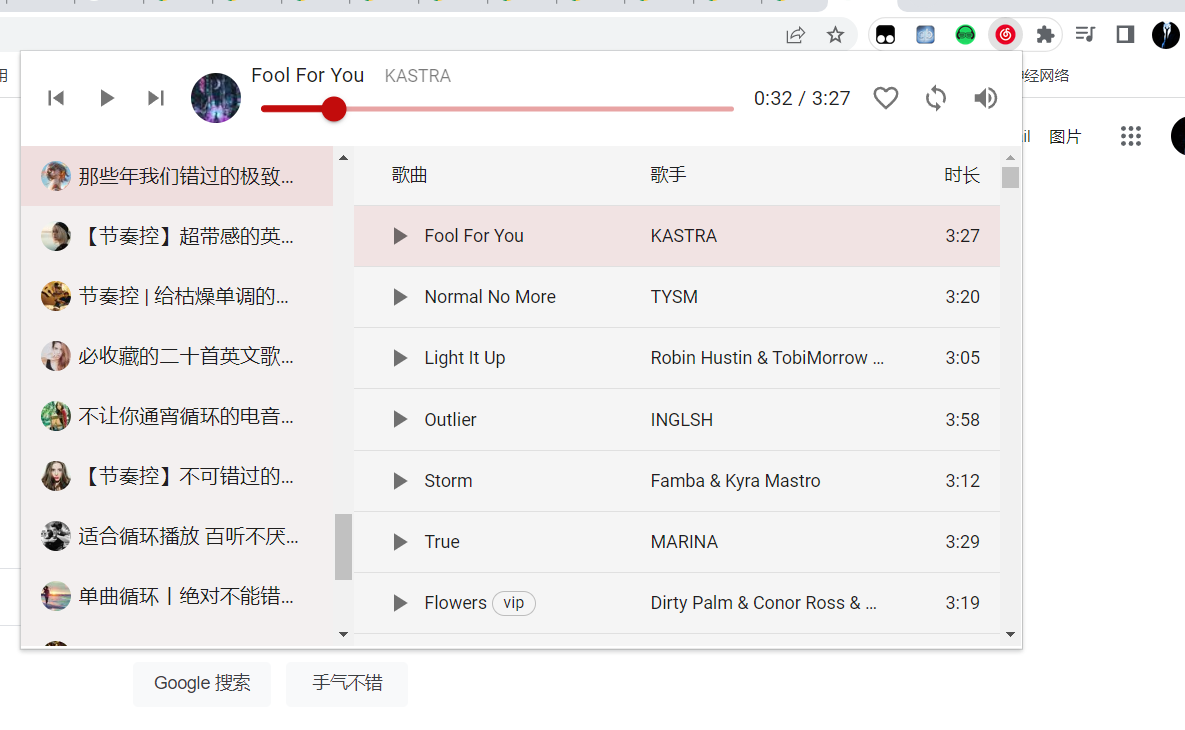 Fool For You KASTRA
0:32 / 3:27
用
经网络
il 图片
那些年我们错过的极致...
【节奏控】超带感的英...
节奏控 | 给枯燥单调的...
必收藏的二十首英文歌...
不让你通宵循环的电音...
【节奏控】不可错过的...
适合循环播放 百听不厌...
单曲循环丨绝对不能错...
歌曲 歌手 时长
Fool For You KASTRA 3:27
Normal No More TYSM 3:20
Light It Up Robin Hustin & TobiMorrow ... 3:05
Outlier INGLSH 3:58
Storm Famba & Kyra Mastro 3:12
True MARINA 3:29
Flowers vip Dirty Palm & Conor Ross & ... 3:19
Google 搜索 手气不错